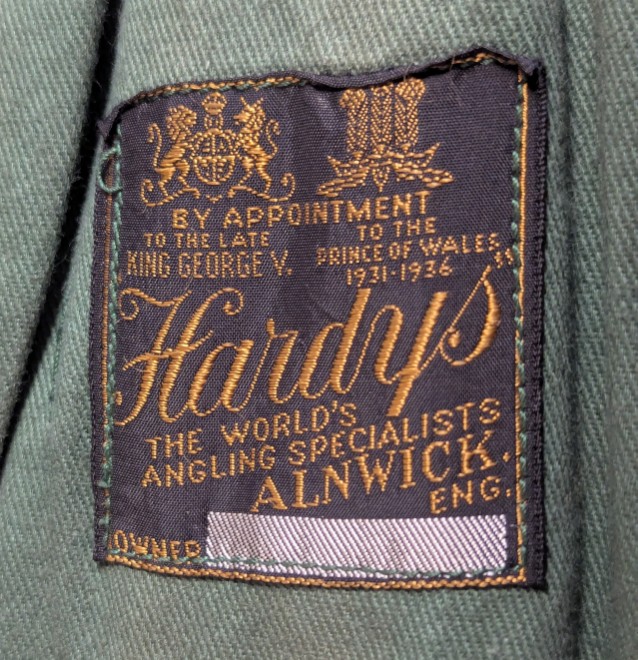 BY APPOINTMENT
TO THE LATE
KING GEORGE V.
TO THE
PRINCE OF WALES
1931-1936
Hardy's
THE WORLD'S
ANGLING SPECIALISTS
ALNWICK.
ENG.
OWNER